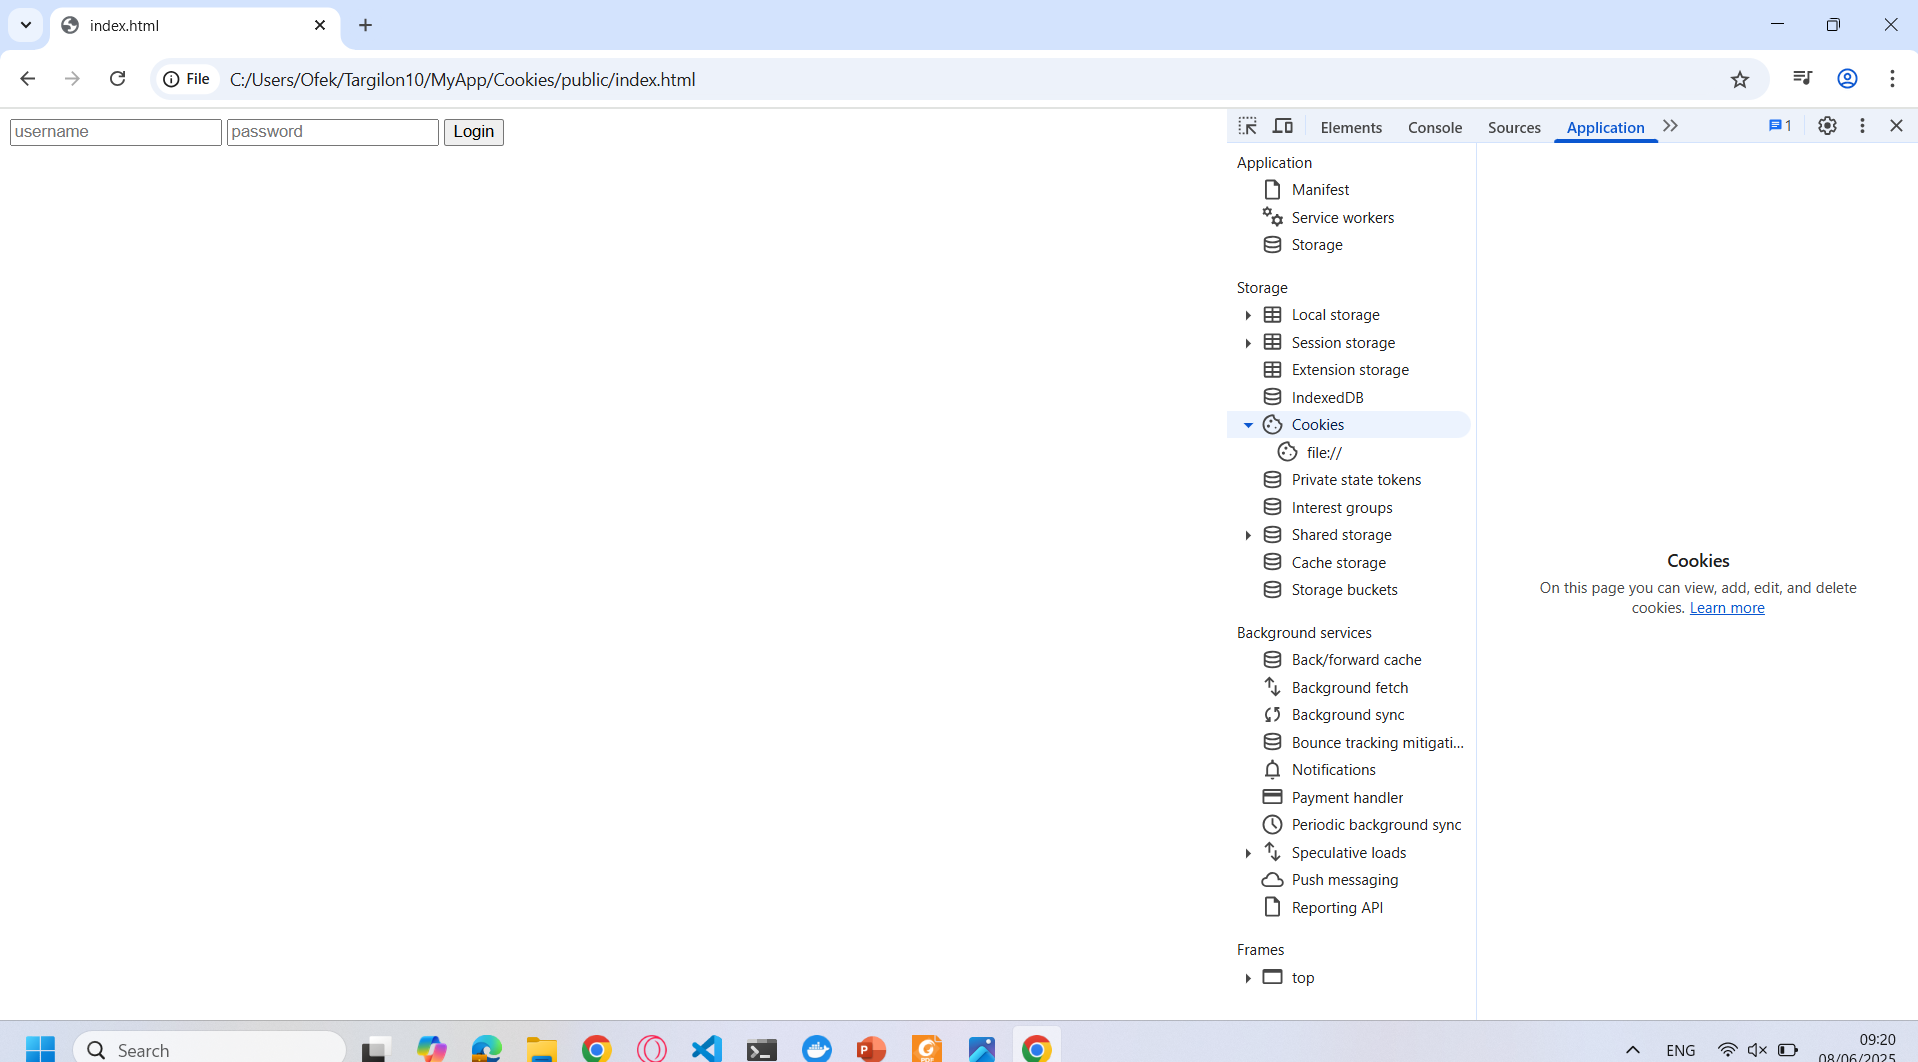 index.html
File C:/Users/Ofek/Targilon10/MyApp/Cookies/public/index.html
username password Login
Elements Console Sources Application 1
Application
Manifest
Service workers
Storage
Storage
Local storage
Session storage
Extension storage
IndexedDB
Cookies
file://
Private state tokens
Interest groups
Shared storage
Cache storage
Storage buckets
Background services
Back/forward cache
Background fetch
Background sync
Bounce tracking mitigati...
Notifications
Payment handler
Periodic background sync
Speculative loads
Push messaging
Reporting API
Frames
top
Cookies
On this page you can view, add, edit, and delete
cookies. Learn more
Search
ENG
09:20
08/06/2025